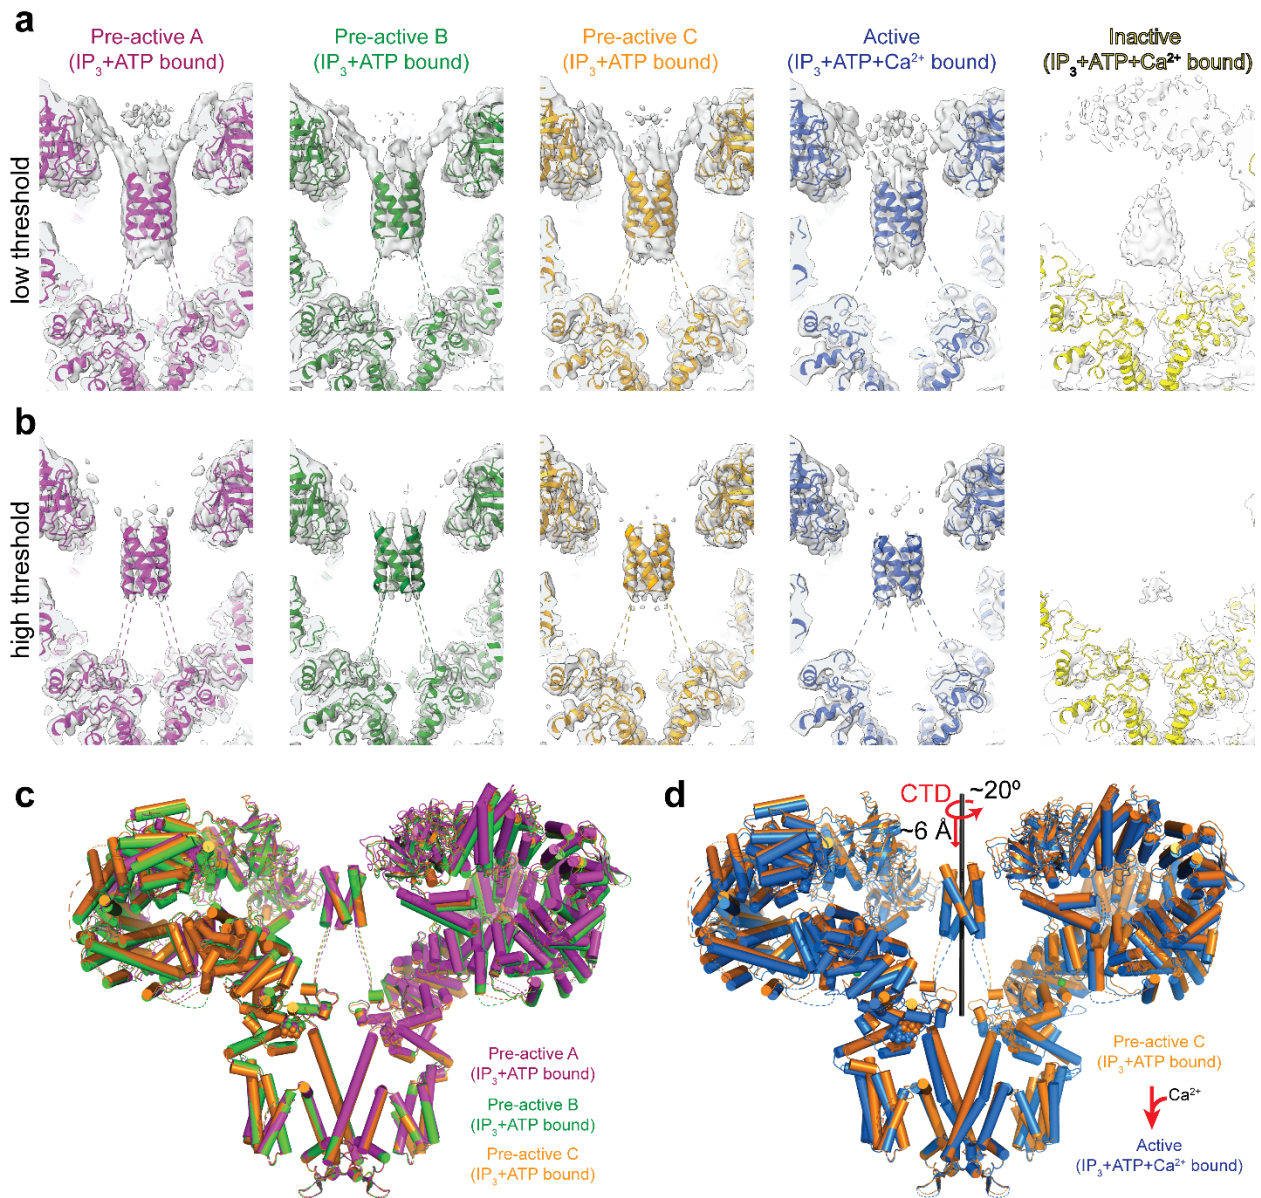 a
Pre-active A
(IP₃+ATP bound)
Pre-active B
(IP₃+ATP bound)
Pre-active C
(IP₃+ATP bound)
Active
(IP₃+ATP+Ca²⁺ bound)
Inactive
(IP₃+ATP+Ca²⁺ bound)
low threshold
b
high threshold
c
Pre-active A
(IP₃+ATP bound)
Pre-active B
(IP₃+ATP bound)
Pre-active C
(IP₃+ATP bound)
d
CTD
~20º
~6 Å
Pre-active C
(IP₃+ATP bound)
Ca²⁺
Active
(IP₃+ATP+Ca²⁺ bound)